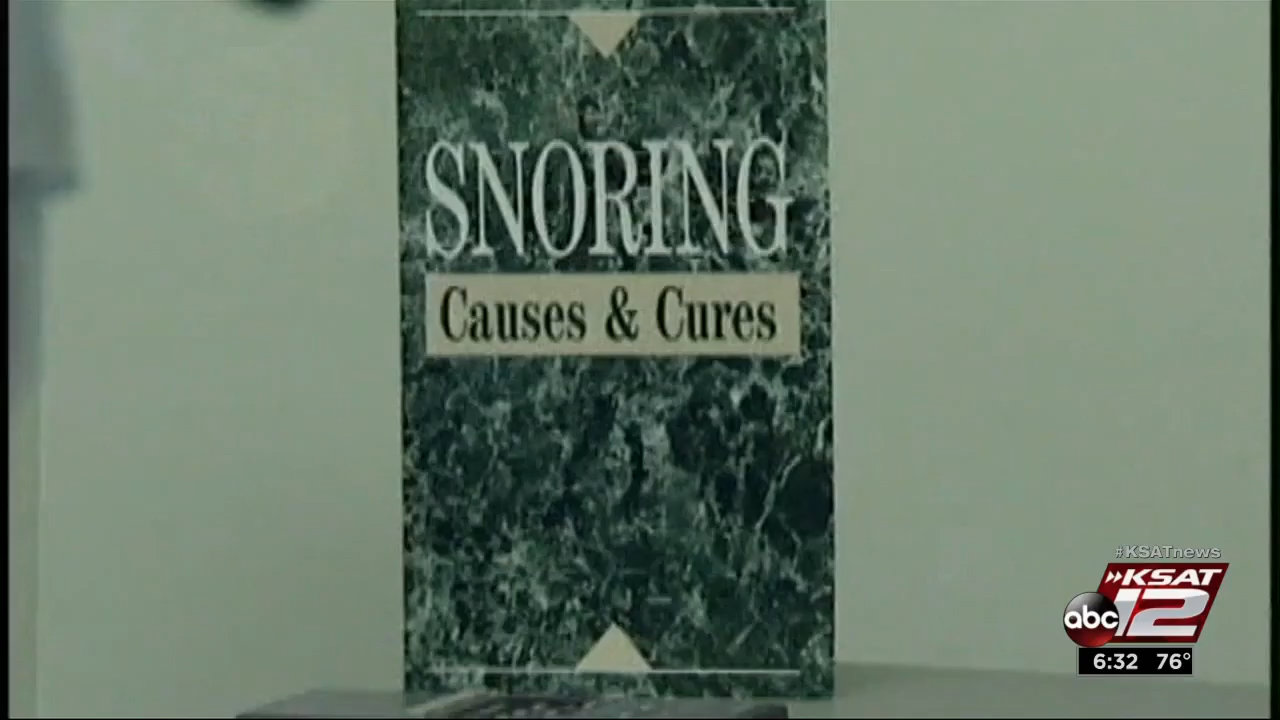 SNORING
Causes & Cures
#KSATnews
KSAT
abc 12
6:32 76°